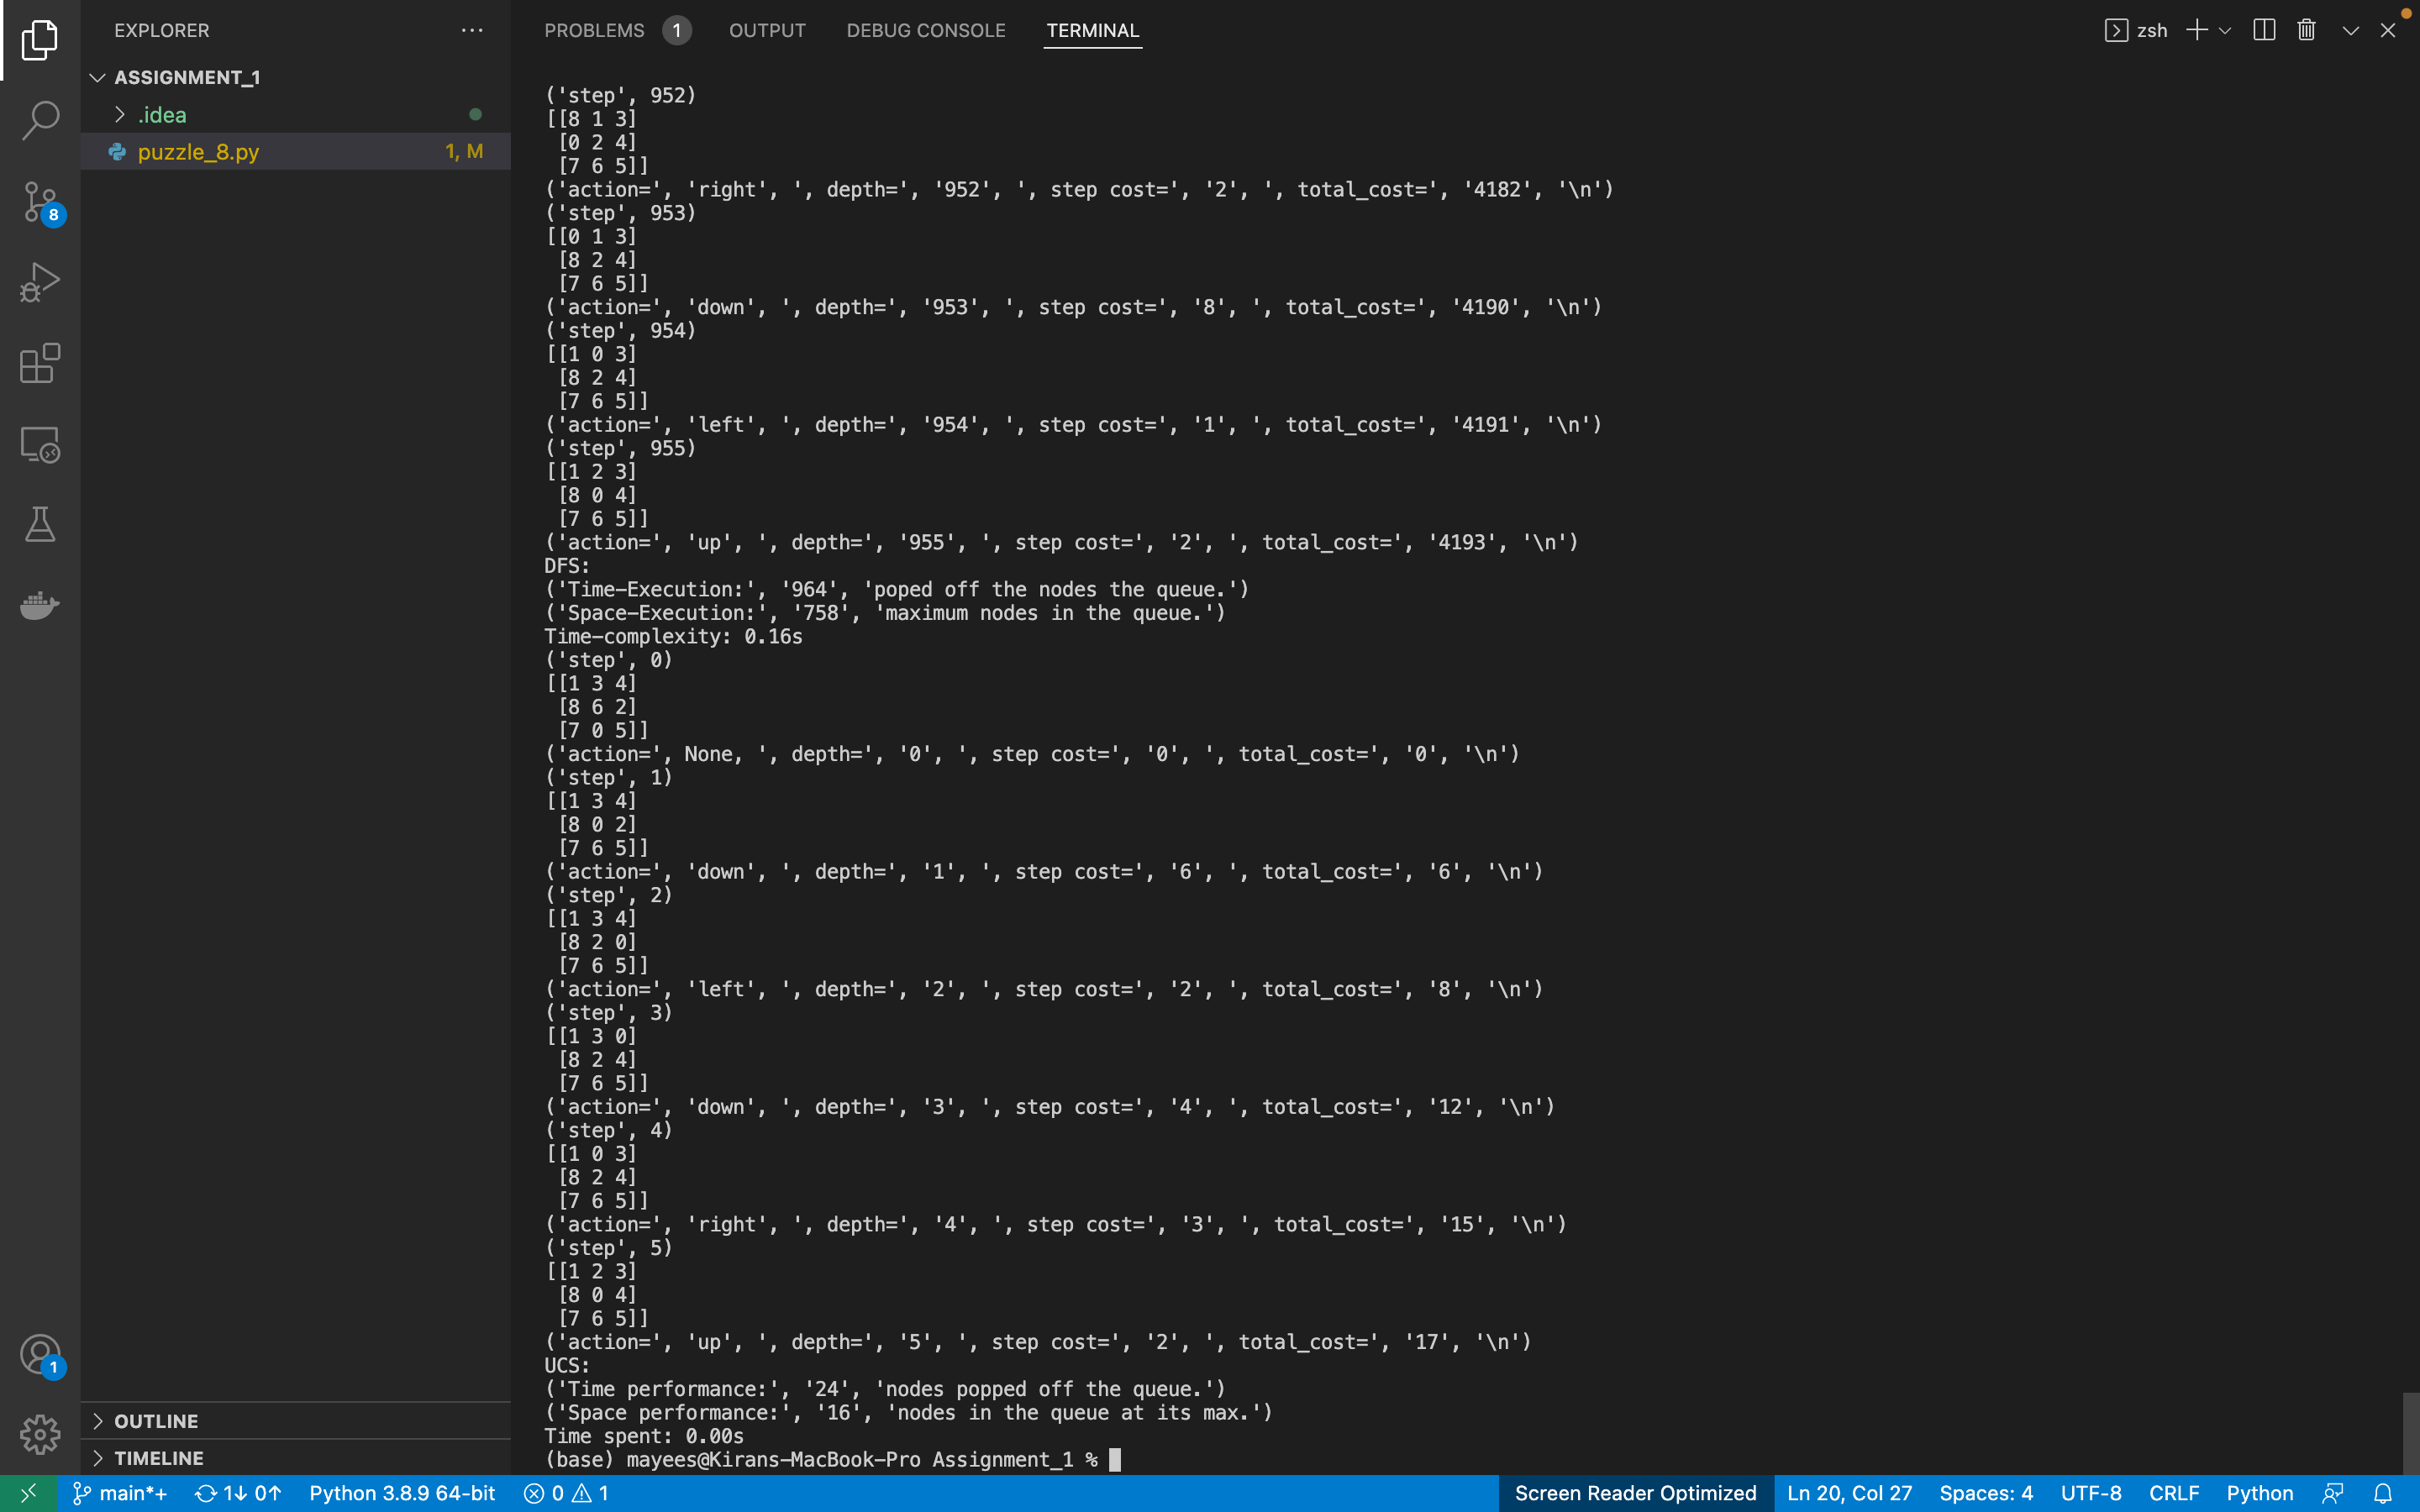 EXPLORER
ASSIGNMENT_1
.idea
puzzle_8.py 1, M
8
1
OUTLINE
TIMELINE
PROBLEMS 1 OUTPUT DEBUG CONSOLE TERMINAL
zsh
('step', 952)
[[8 1 3]
[0 2 4]
[7 6 5]]
('action=', 'right', ', depth=', '952', ', step cost=', '2', ', total_cost=', '4182', '\n')
('step', 953)
[[0 1 3]
[8 2 4]
[7 6 5]]
('action=', 'down', ', depth=', '953', ', step cost=', '8', ', total_cost=', '4190', '\n')
('step', 954)
[[1 0 3]
[8 2 4]
[7 6 5]]
('action=', 'left', ', depth=', '954', ', step cost=', '1', ', total_cost=', '4191', '\n')
('step', 955)
[[1 2 3]
[8 0 4]
[7 6 5]]
('action=', 'up', ', depth=', '955', ', step cost=', '2', ', total_cost=', '4193', '\n')
DFS:
('Time-Execution:', '964', 'poped off the nodes the queue.')
('Space-Execution:', '758', 'maximum nodes in the queue.')
Time-complexity: 0.16s
('step', 0)
[[1 3 4]
[8 6 2]
[7 0 5]]
('action=', None, ', depth=', '0', ', step cost=', '0', ', total_cost=', '0', '\n')
('step', 1)
[[1 3 4]
[8 0 2]
[7 6 5]]
('action=', 'down', ', depth=', '1', ', step cost=', '6', ', total_cost=', '6', '\n')
('step', 2)
[[1 3 4]
[8 2 0]
[7 6 5]]
('action=', 'left', ', depth=', '2', ', step cost=', '2', ', total_cost=', '8', '\n')
('step', 3)
[[1 3 0]
[8 2 4]
[7 6 5]]
('action=', 'down', ', depth=', '3', ', step cost=', '4', ', total_cost=', '12', '\n')
('step', 4)
[[1 0 3]
[8 2 4]
[7 6 5]]
('action=', 'right', ', depth=', '4', ', step cost=', '3', ', total_cost=', '15', '\n')
('step', 5)
[[1 2 3]
[8 0 4]
[7 6 5]]
('action=', 'up', ', depth=', '5', ', step cost=', '2', ', total_cost=', '17', '\n')
UCS:
('Time performance:', '24', 'nodes popped off the queue.')
('Space performance:', '16', 'nodes in the queue at its max.')
Time spent: 0.00s
(base) mayees@Kirans-MacBook-Pro Assignment_1 %
main*+ 1↓ 0↑ Python 3.8.9 64-bit 0 1 Screen Reader Optimized Ln 20, Col 27 Spaces: 4 UTF-8 CRLF Python